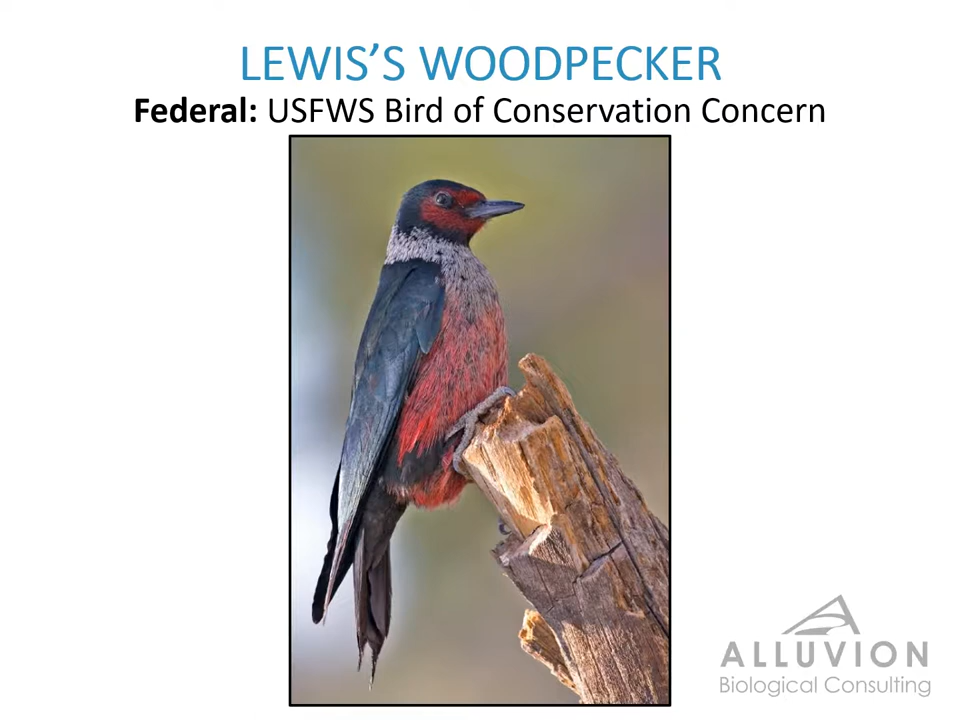 LEWIS’S WOODPECKER
Federal: USFWS Bird of Conservation Concern
ALLUVION
Biological Consulting